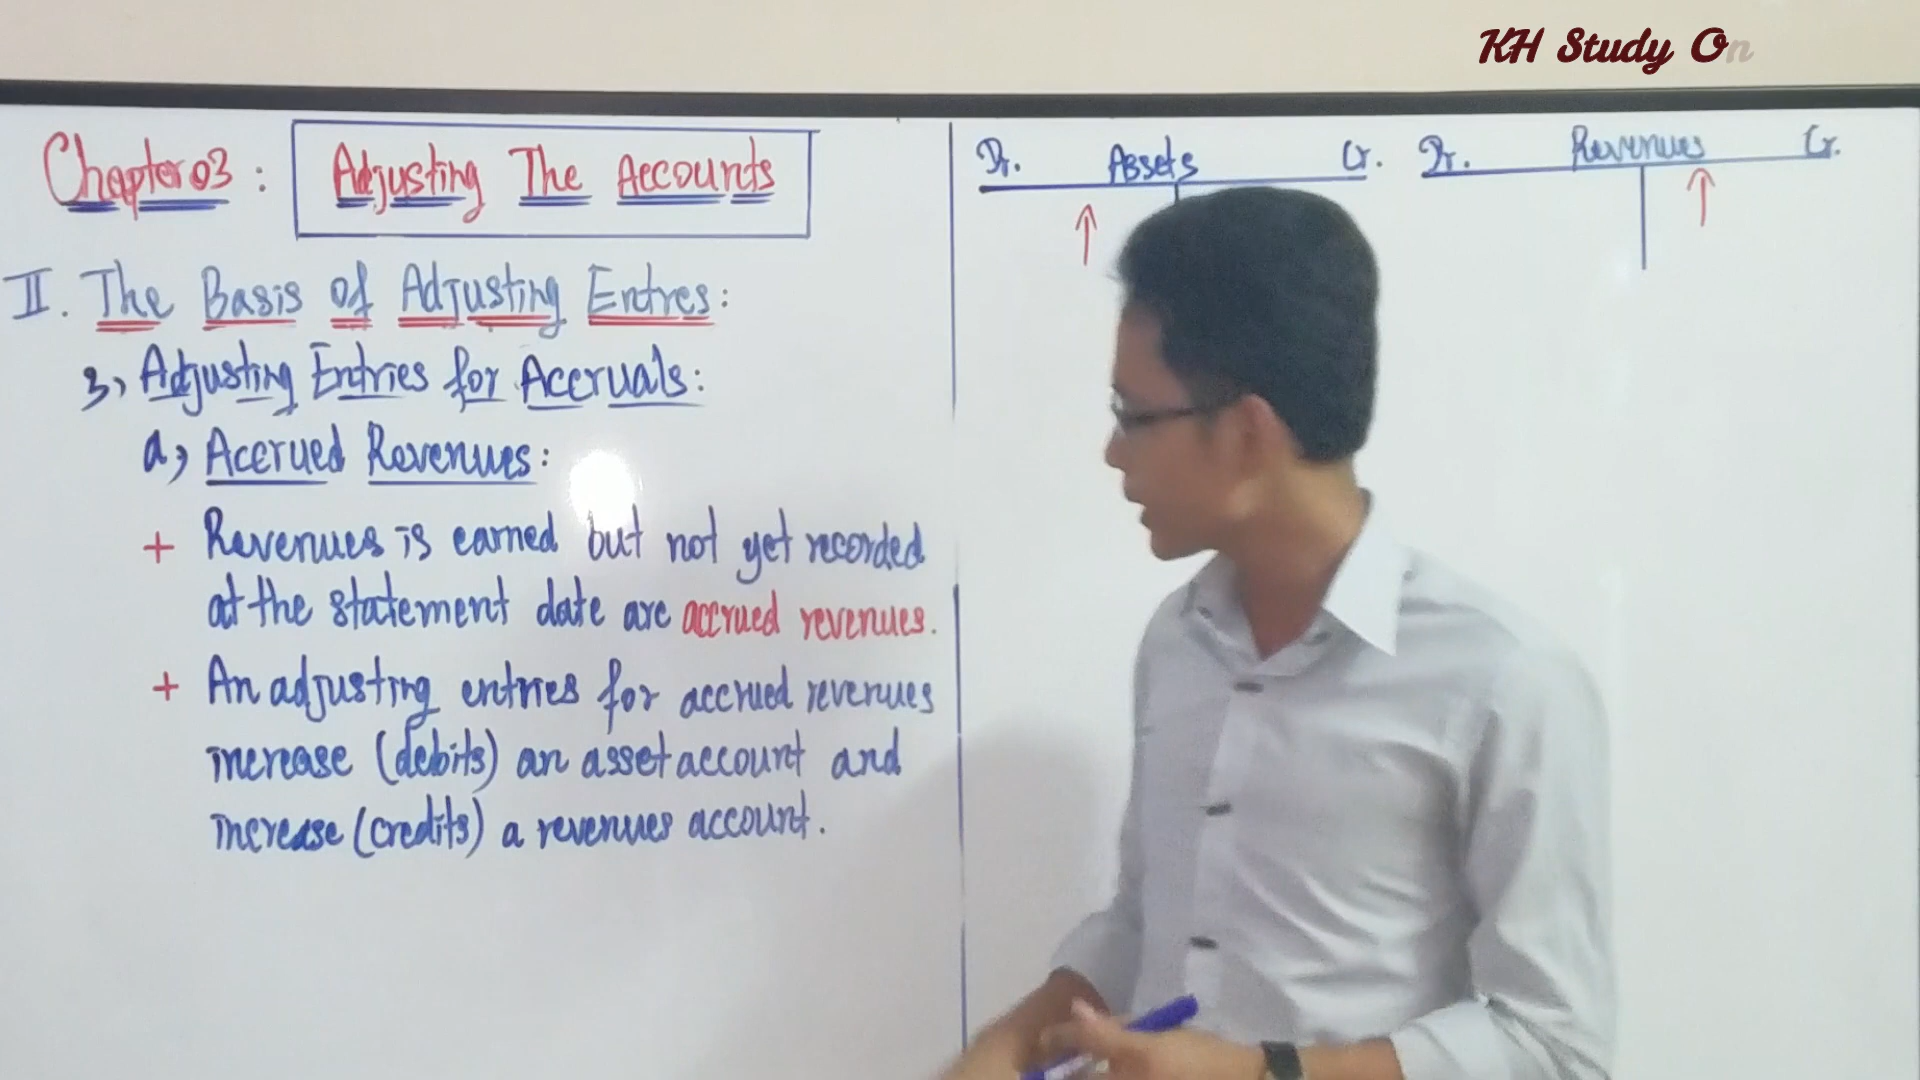 KH Study On
Chapter 03 : Adjusting The Accounts
II. The Basis of Adjusting Entres:
3, Adjusting Entries for Accruals:
a, Accrued Revenues:
+ Revenues is earned but not yet recorded
at the statement date are accrued revenues.
+ An adjusting entries for accrued revenues
increase (debits) an asset account and
increase (credits) a revenues account.
Dr. Assets Cr.
Dr. Revenues Cr.